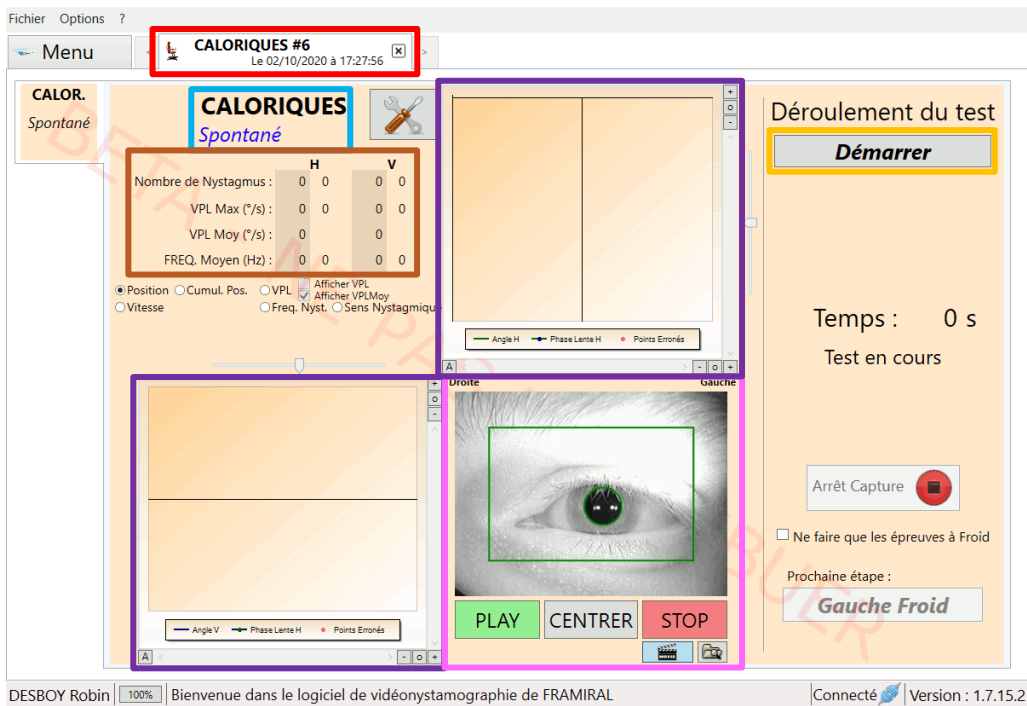 Fichier Options ?
Menu
CALORIQUES #6
Le 02/10/2020 à 17:27:56
CALOR.
Spontané
CALORIQUES
Spontané
H V
Nombre de Nystagmus : 0 0 0 0
VPL Max (°/s) : 0 0 0 0
VPL Moy (°/s) : 0 0
FREQ. Moyen (Hz) : 0 0 0 0
Position Cumul. Pos. VPL Afficher VPL
Afficher VPLMoy
Vitesse Freq. Nyst. Sens Nystagmique
+
o
-
Angle H Phase Lente H Points Erronés
A < > - o +
+
o
-
Angle V Phase Lente H Points Erronés
A < > - o +
Droite Gauche
PLAY CENTRER STOP
Déroulement du test
Démarrer
Temps : 0 s
Test en cours
Arrêt Capture
Ne faire que les épreuves à Froid
Prochaine étape :
Gauche Froid
DESBOY Robin 100% Bienvenue dans le logiciel de vidéonystamographie de FRAMIRAL Connecté Version : 1.7.15.2
BETA - NE PAS
BUER